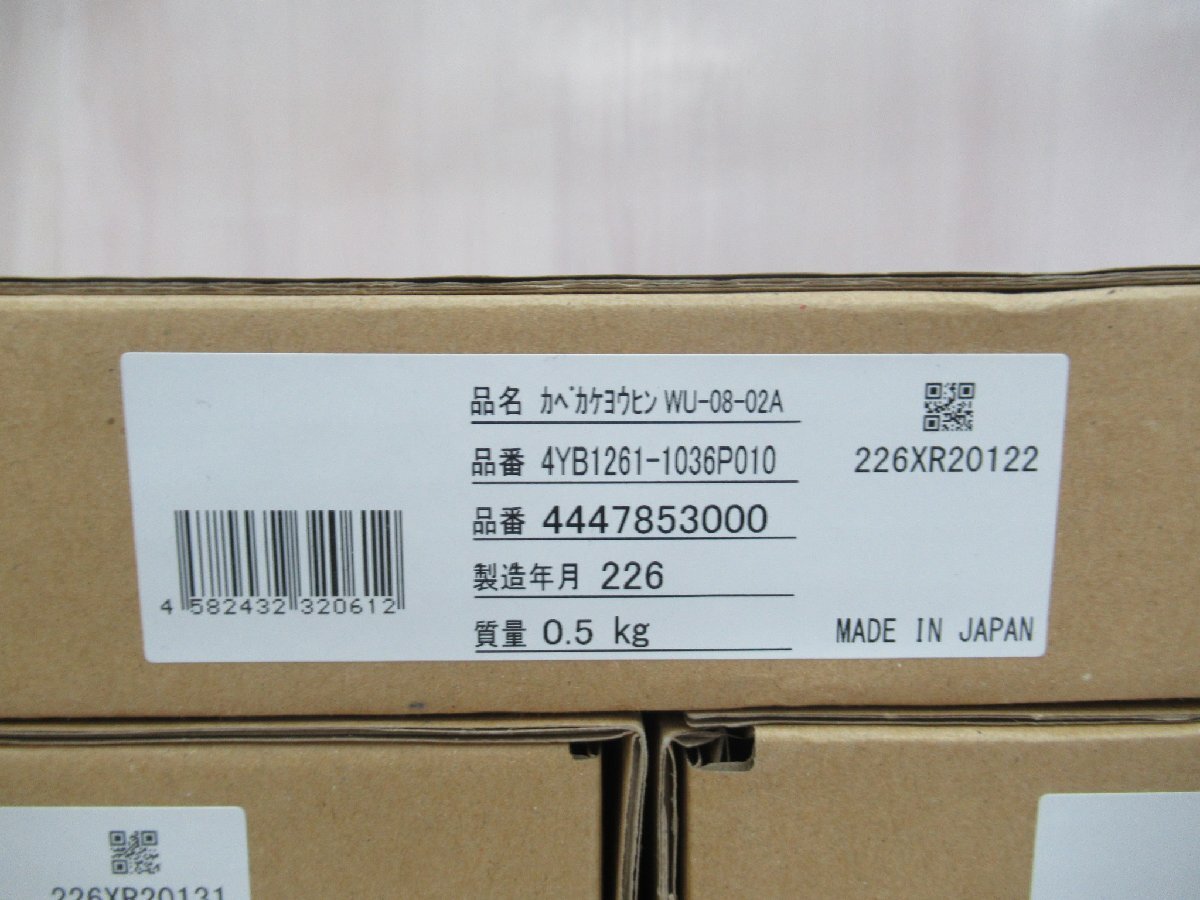 品名 ｶﾍﾞｶｹﾖｳﾋﾝ WU-08-02A
品番 4YB1261-1036P010
226XR20122
品番 4447853000
製造年月 226
質量 0.5 kg
MADE IN JAPAN
4 582432 320612
226XR20131